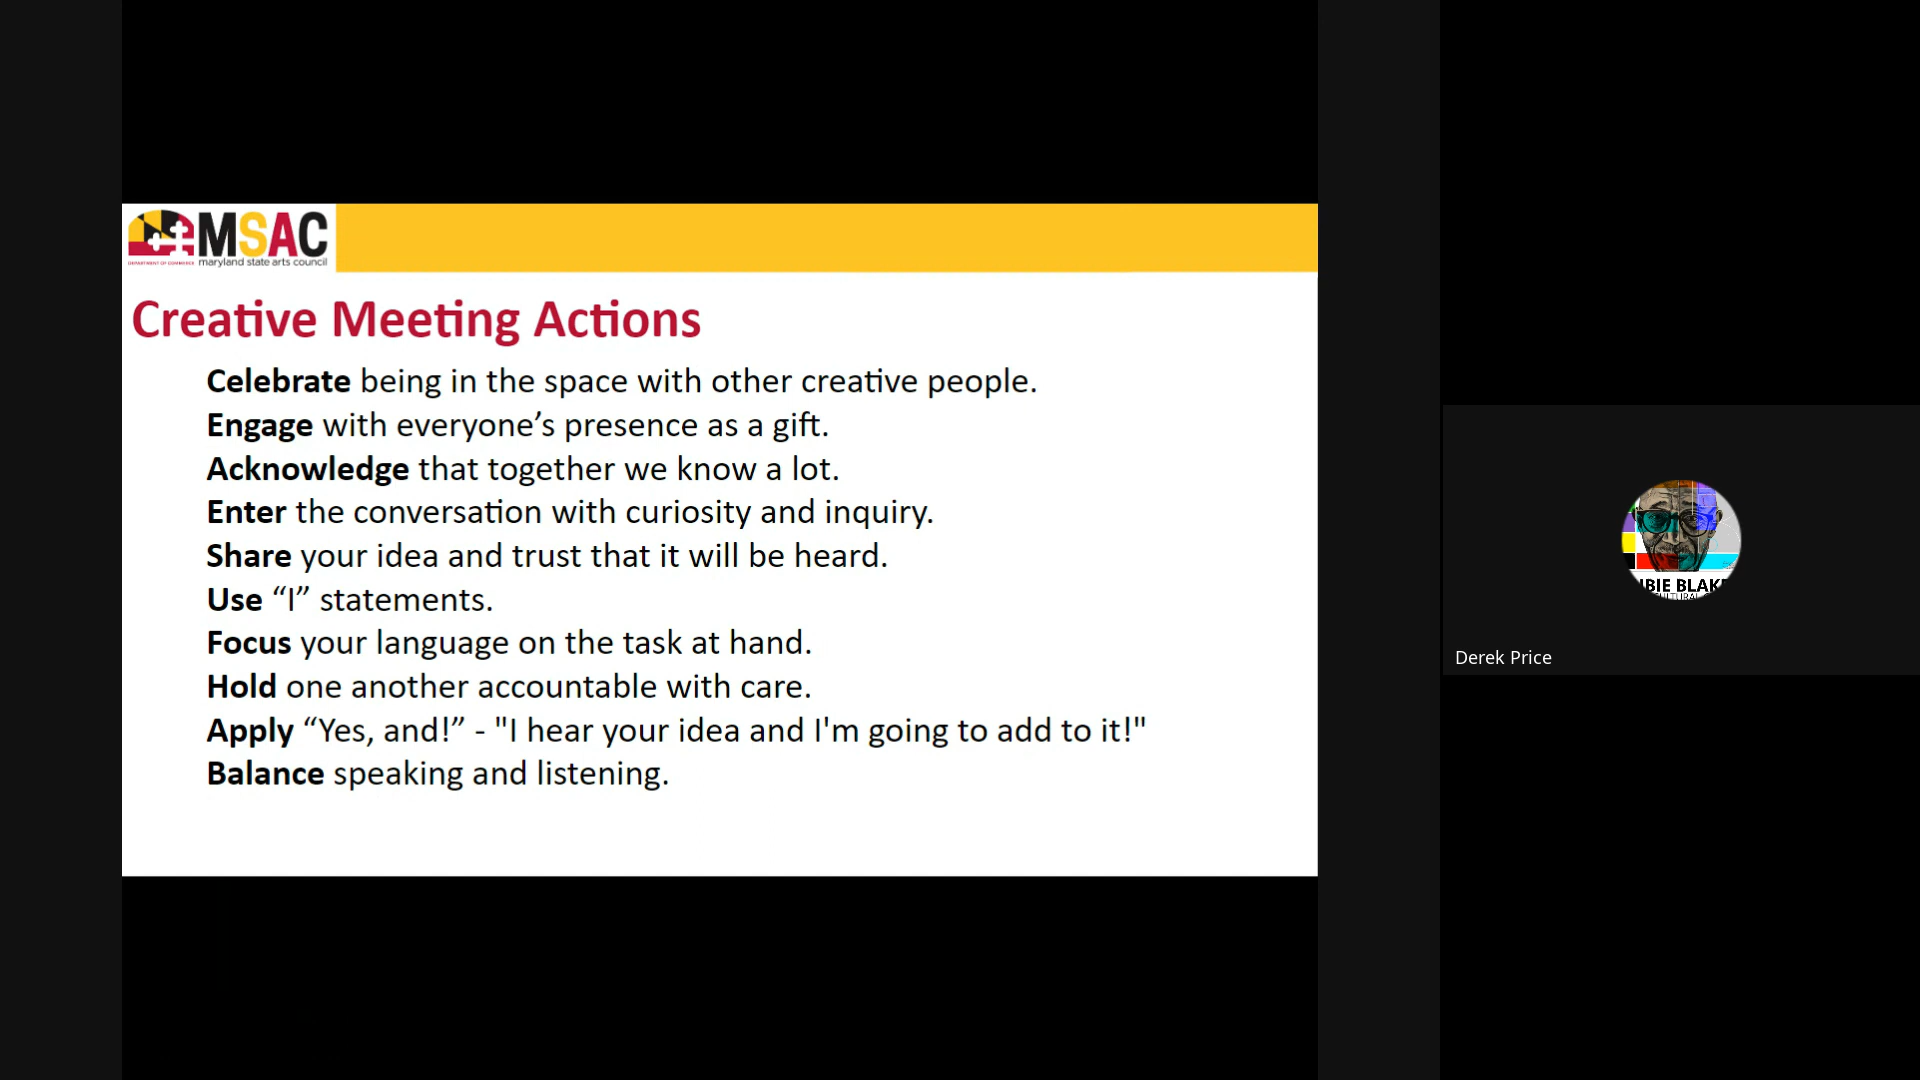 MSAC
DEPARTMENT OF COMMERCE
maryland state arts council
Creative Meeting Actions
Celebrate being in the space with other creative people.
Engage with everyone’s presence as a gift.
Acknowledge that together we know a lot.
Enter the conversation with curiosity and inquiry.
Share your idea and trust that it will be heard.
Use “I” statements.
Focus your language on the task at hand.
Hold one another accountable with care.
Apply “Yes, and!” - "I hear your idea and I'm going to add to it!"
Balance speaking and listening.
BIE BLAK
Derek Price